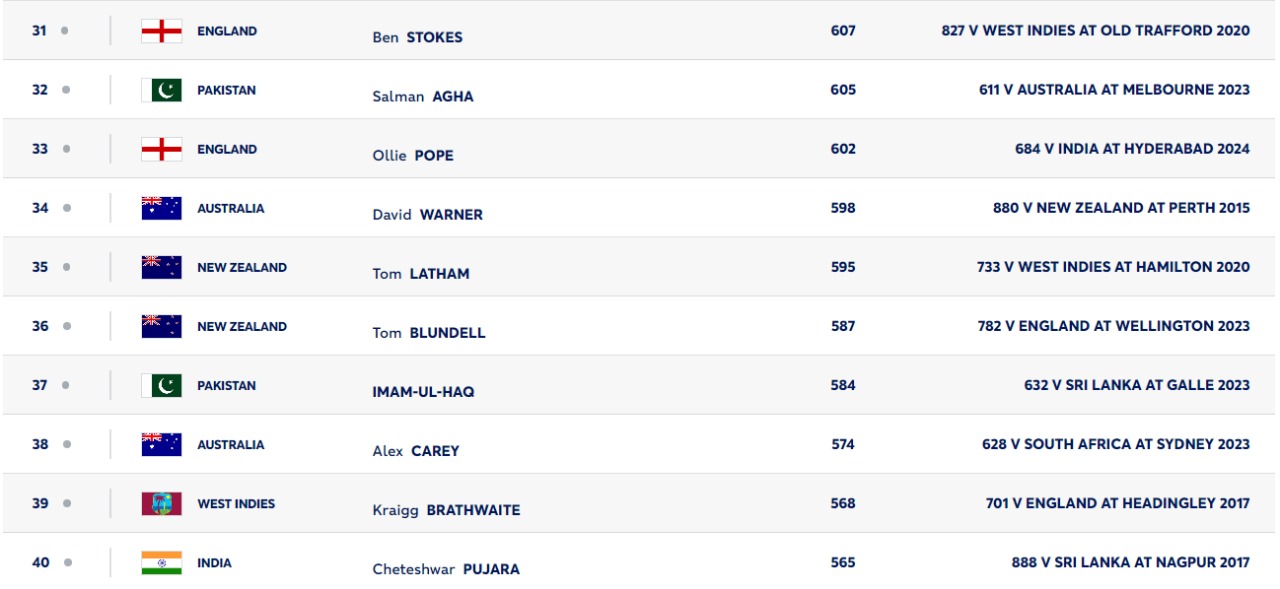 31 ENGLAND Ben STOKES 607 827 V WEST INDIES AT OLD TRAFFORD 2020
32 PAKISTAN Salman AGHA 605 611 V AUSTRALIA AT MELBOURNE 2023
33 ENGLAND Ollie POPE 602 684 V INDIA AT HYDERABAD 2024
34 AUSTRALIA David WARNER 598 880 V NEW ZEALAND AT PERTH 2015
35 NEW ZEALAND Tom LATHAM 595 733 V WEST INDIES AT HAMILTON 2020
36 NEW ZEALAND Tom BLUNDELL 587 782 V ENGLAND AT WELLINGTON 2023
37 PAKISTAN IMAM-UL-HAQ 584 632 V SRI LANKA AT GALLE 2023
38 AUSTRALIA Alex CAREY 574 628 V SOUTH AFRICA AT SYDNEY 2023
39 WEST INDIES Kraigg BRATHWAITE 568 701 V ENGLAND AT HEADINGLEY 2017
40 INDIA Cheteshwar PUJARA 565 888 V SRI LANKA AT NAGPUR 2017